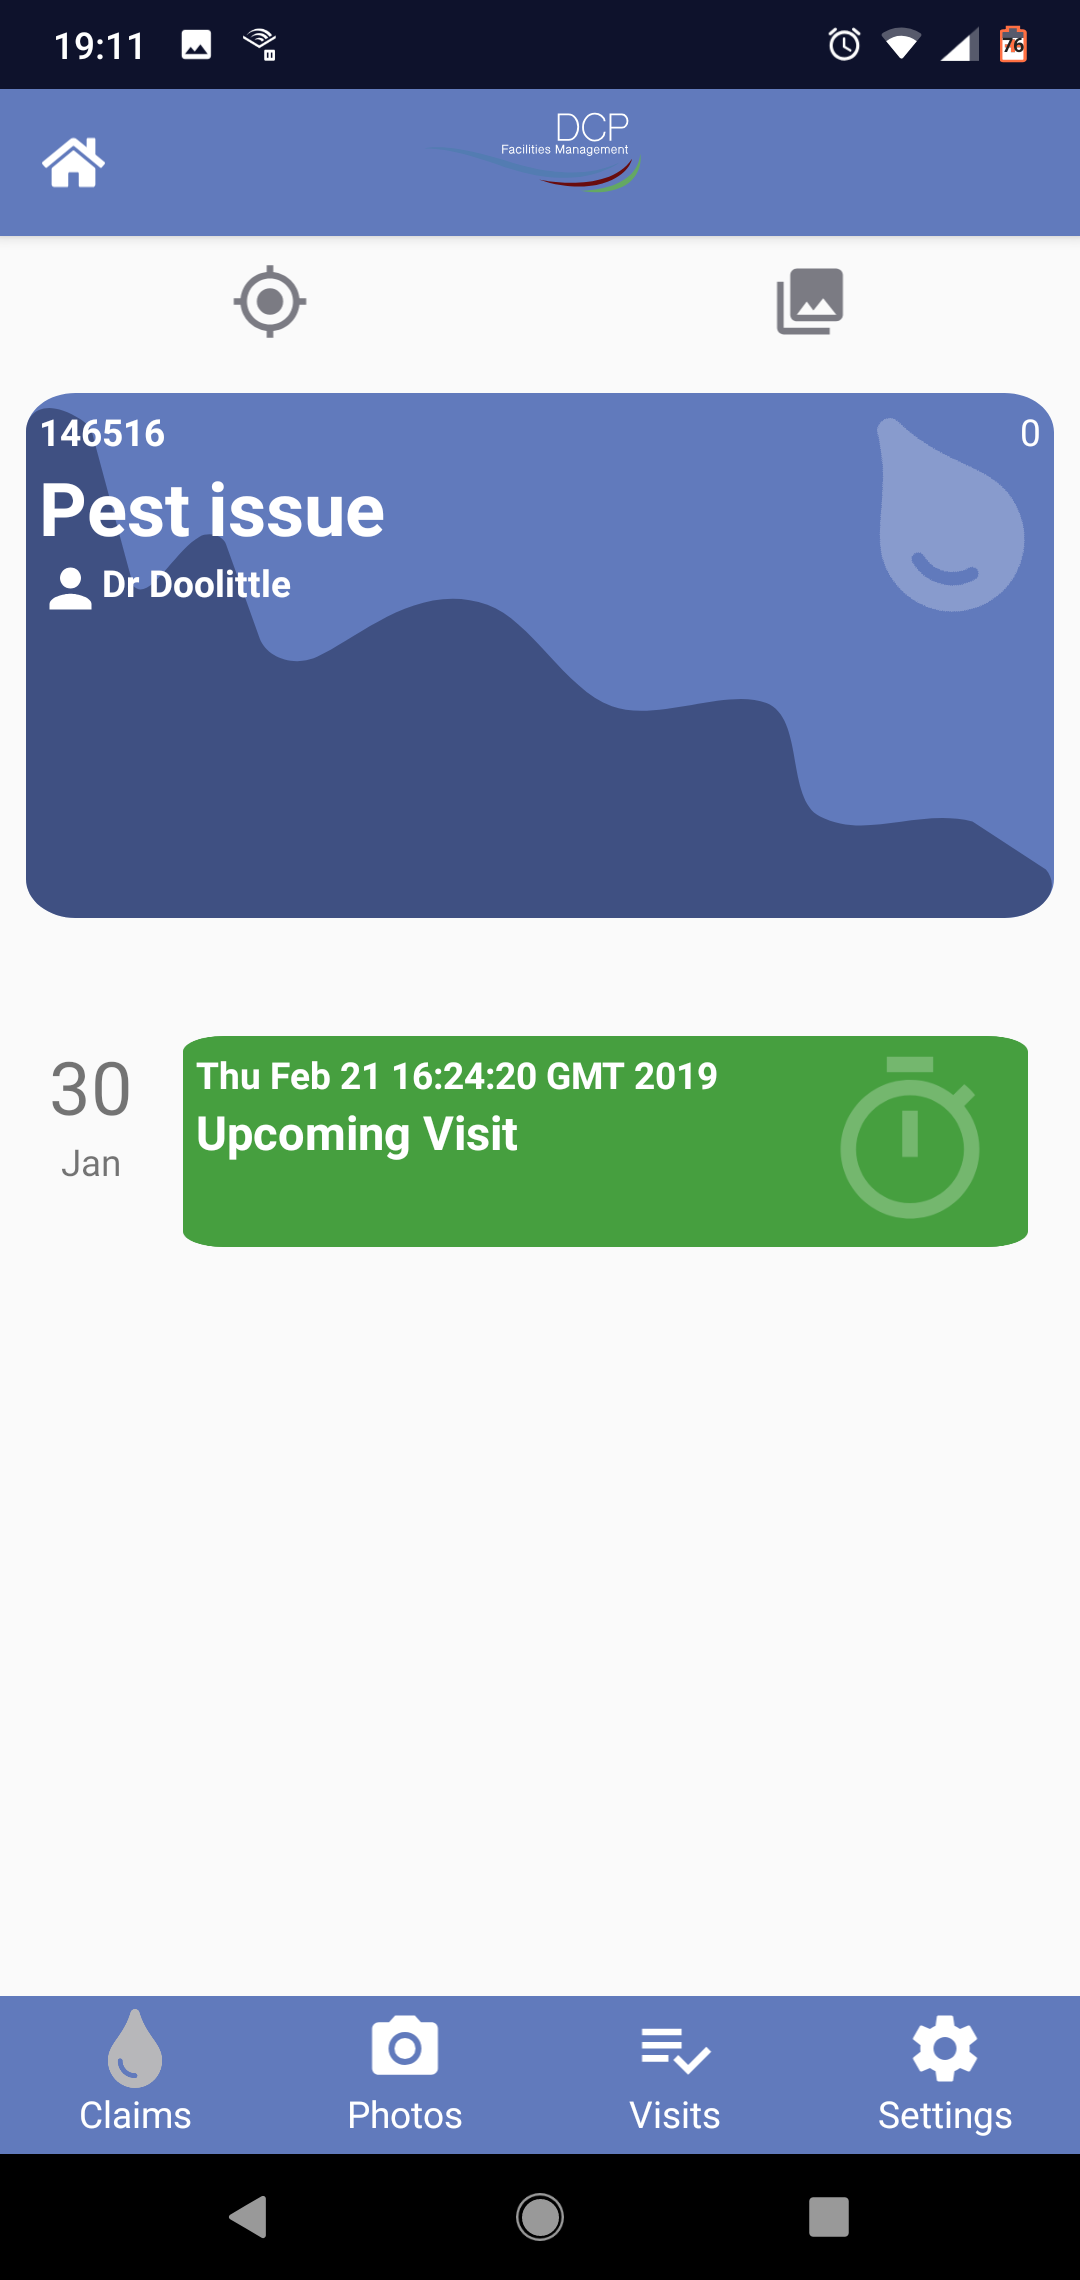 19:11
76
DCP
Facilities Management
146516
0
Pest issue
Dr Doolittle
30
Jan
Thu Feb 21 16:24:20 GMT 2019
Upcoming Visit
Claims
Photos
Visits
Settings